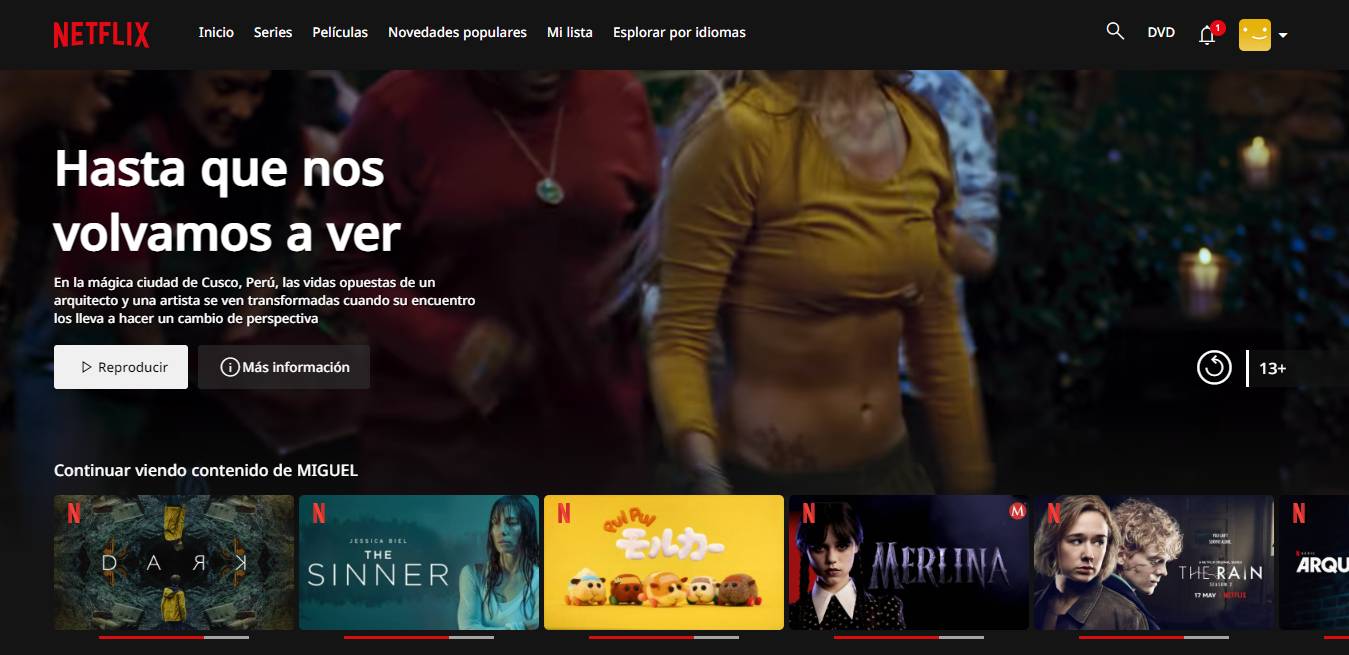 NETFLIX
Inicio Series Películas Novedades populares Mi lista Esplorar por idiomas
DVD
1
Hasta que nos
volvamos a ver
En la mágica ciudad de Cusco, Perú, las vidas opuestas de un
arquitecto y una artista se ven transformadas cuando su encuentro
los lleva a hacer un cambio de perspectiva
Reproducir
Más información
13+
Continuar viendo contenido de MIGUEL
N
DARK
N
JESSICA BIEL
THE
SINNER
N
PUI PUI
モルカー
N
M
MERLINA
N
THE RAIN
SEASON 2
17 MAY NETFLIX
N
ARQU